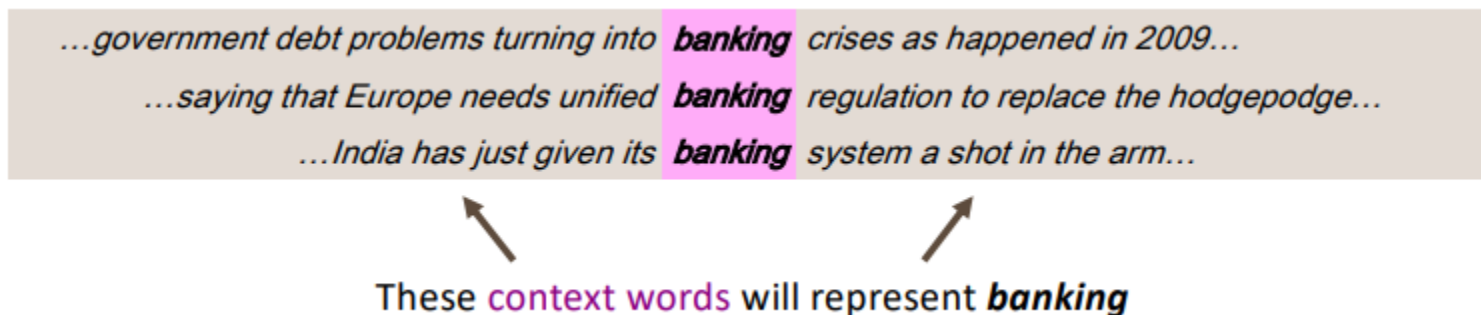 …government debt problems turning into banking crises as happened in 2009…
…saying that Europe needs unified banking regulation to replace the hodgepodge…
…India has just given its banking system a shot in the arm…
These context words will represent banking